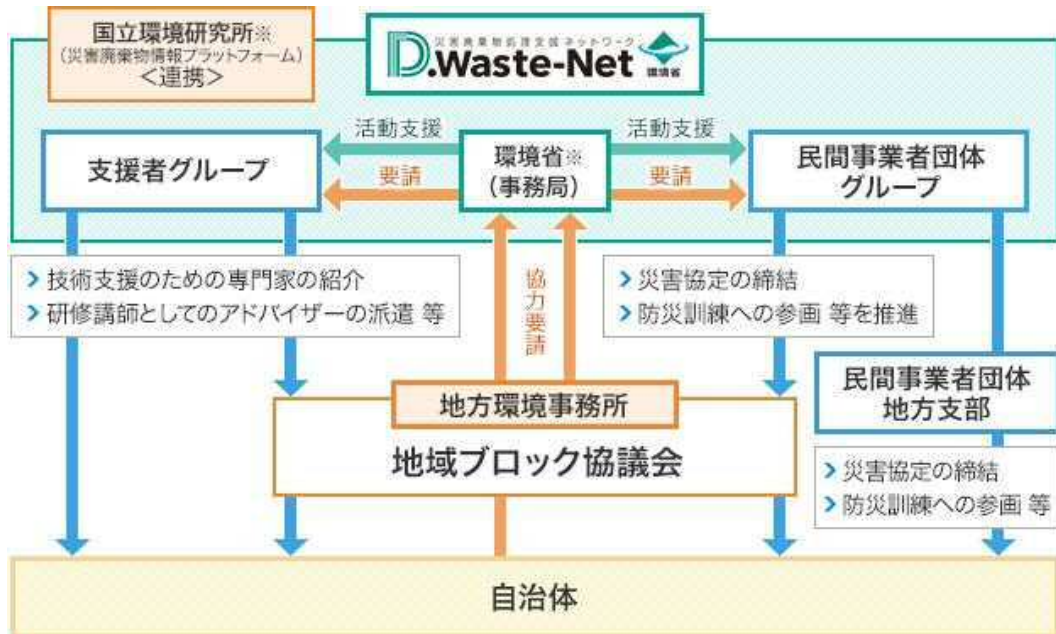 国立環境研究所※
（災害廃棄物情報プラットフォーム）
＜連携＞
災害廃棄物処理支援ネットワーク
D.Waste-Net
環境省
支援者グループ
活動支援
要請
環境省※
（事務局）
活動支援
要請
民間事業者団体
グループ
技術支援のための専門家の紹介
研修講師としてのアドバイザーの派遣 等
協力要請
災害協定の締結
防災訓練への参画 等を推進
地方環境事務所
地域ブロック協議会
民間事業者団体
地方支部
災害協定の締結
防災訓練への参画 等
自治体